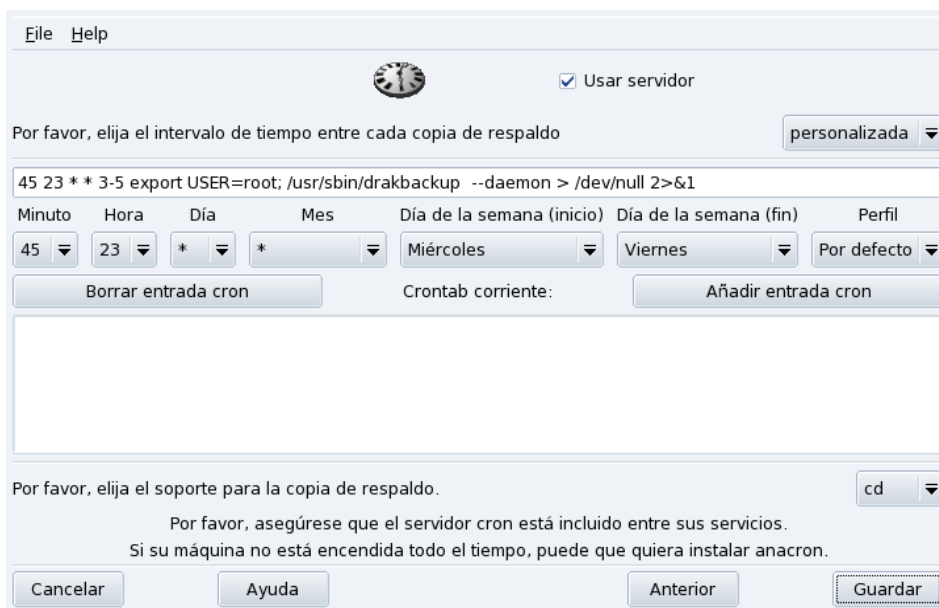 File Help
Usar servidor
Por favor, elija el intervalo de tiempo entre cada copia de respaldo personalizada
45 23 * * 3-5 export USER=root; /usr/sbin/drakbackup --daemon > /dev/null 2>&1
Minuto Hora Día Mes Día de la semana (inicio) Día de la semana (fin) Perfil
45 23 * * Miércoles Viernes Por defecto
Borrar entrada cron Crontab corriente: Añadir entrada cron
Por favor, elija el soporte para la copia de respaldo. cd
Por favor, asegúrese que el servidor cron está incluido entre sus servicios.
Si su máquina no está encendida todo el tiempo, puede que quiera instalar anacron.
Cancelar Ayuda Anterior Guardar